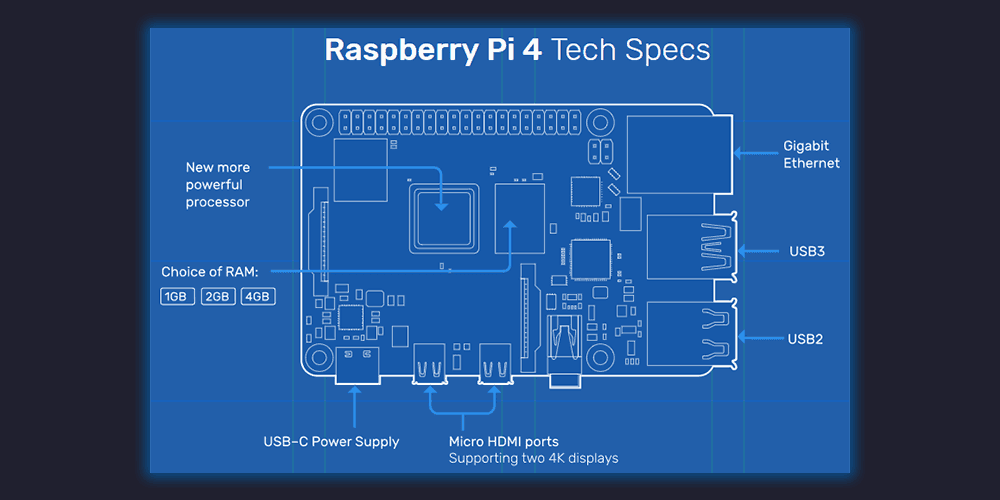 Raspberry Pi 4 Tech Specs
New more
powerful
processor
Gigabit
Ethernet
Choice of RAM:
1GB 2GB 4GB
USB3
USB2
USB-C Power Supply
Micro HDMI ports
Supporting two 4K displays